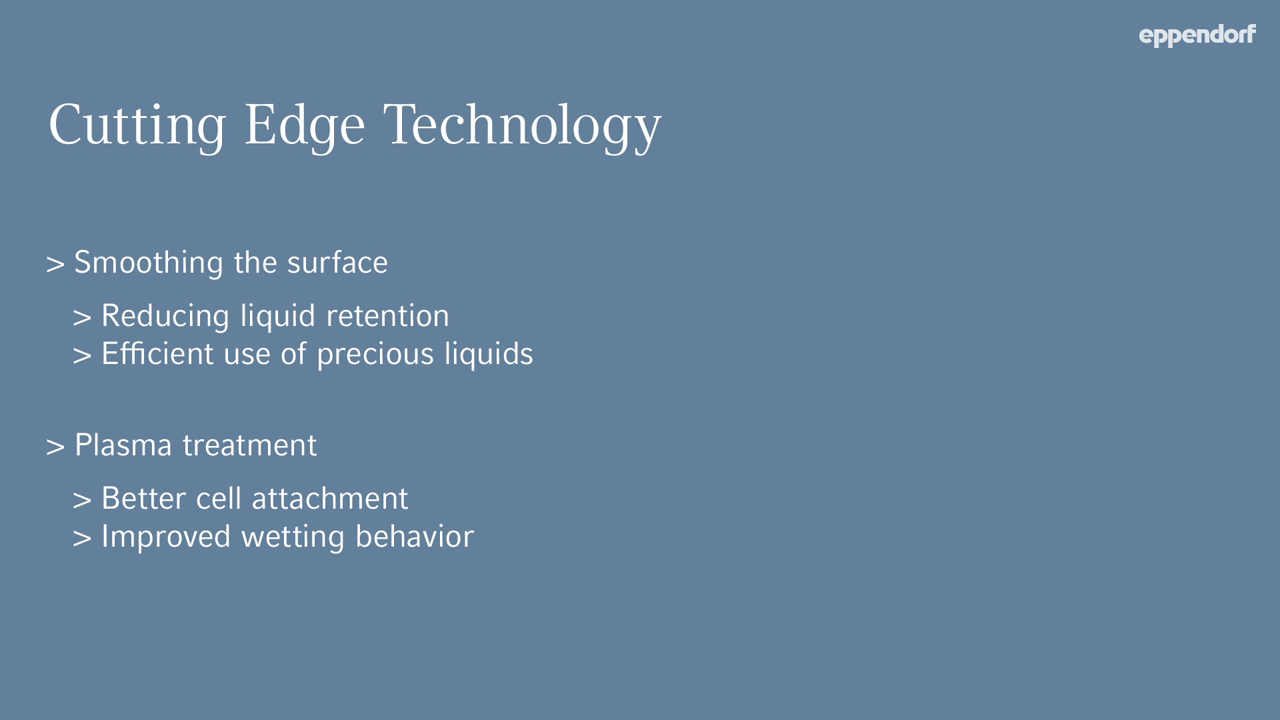 eppendorf
Cutting Edge Technology
> Smoothing the surface
> Reducing liquid retention
> Efficient use of precious liquids
> Plasma treatment
> Better cell attachment
> Improved wetting behavior